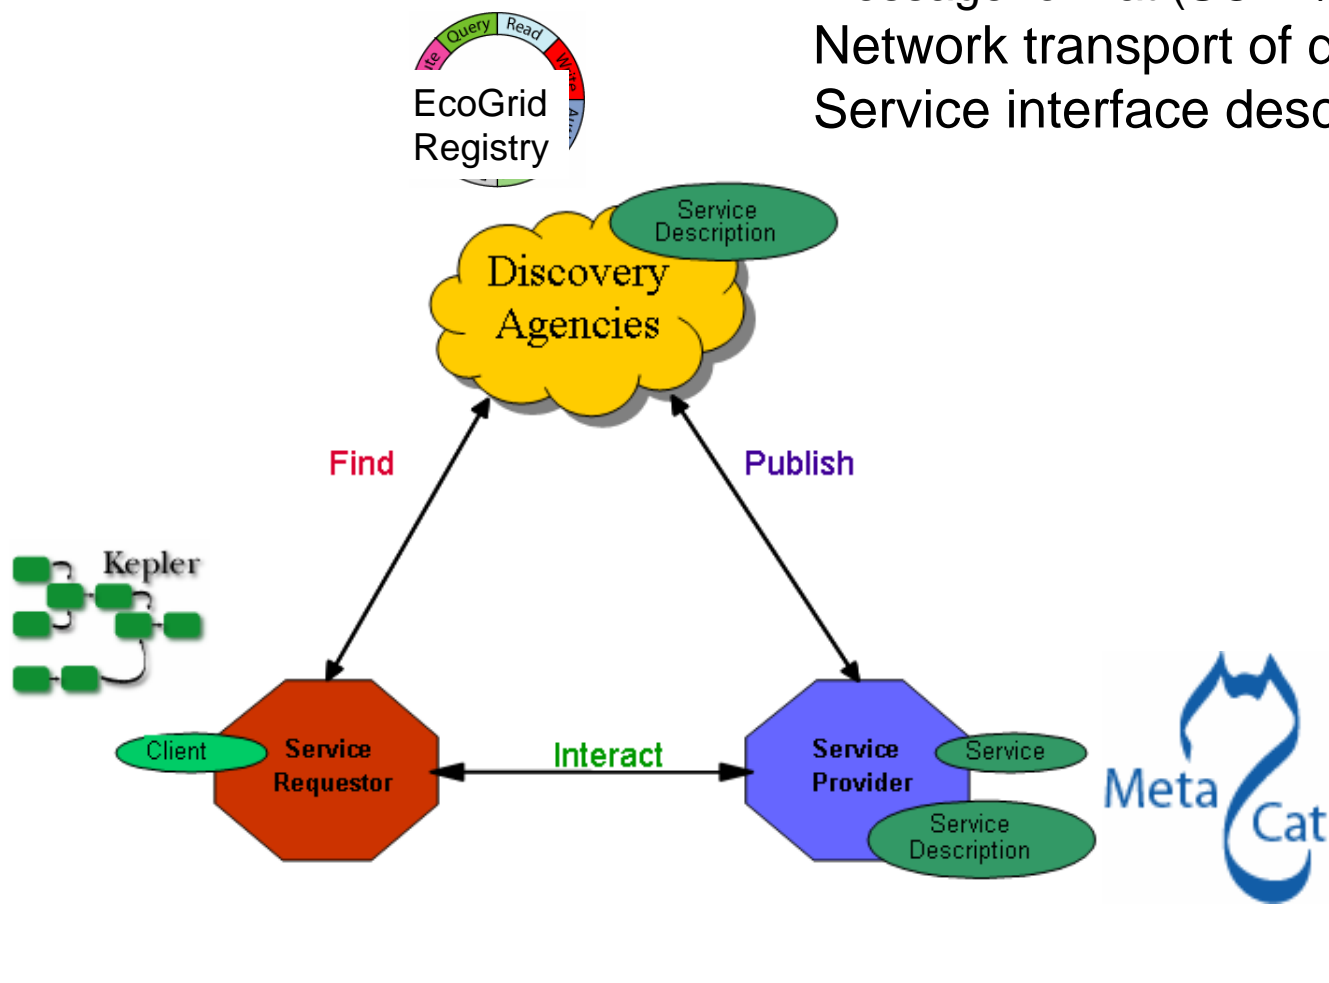 Network transport of
Service interface
Query
Read
Write
EcoGrid
Registry
Service
Description
Discovery
Agencies
Find
Publish
Kepler
Client
Service
Requestor
Interact
Service
Provider
Service
Service
Description
Meta
Cat